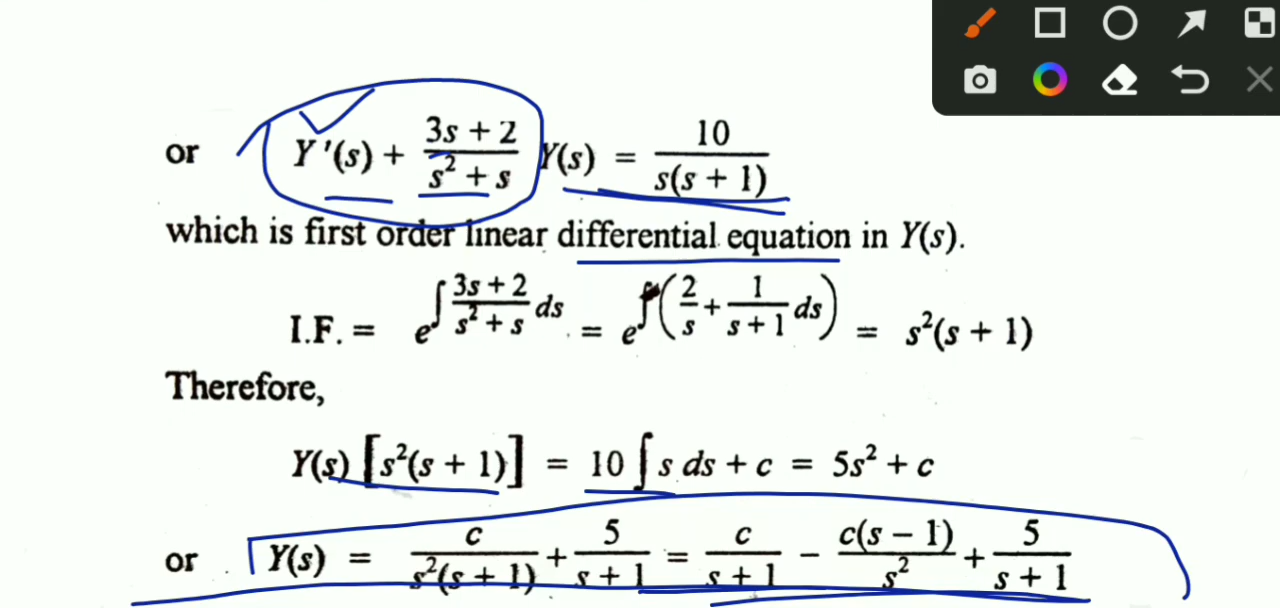 or Y'(s) + (3s + 2)/(s² + s) Y(s) = 10/(s(s + 1))
which is first order linear differential equation in Y(s).
I.F. = e^∫ (3s + 2)/(s² + s) ds = e^∫ (2/s + 1/(s + 1) ds) = s²(s + 1)
Therefore,
Y(s) [s²(s + 1)] = 10 ∫ s ds + c = 5s² + c
or Y(s) = c/(s²(s + 1)) + 5/(s + 1) = c/(s + 1) − c(s − 1)/s² + 5/(s + 1)